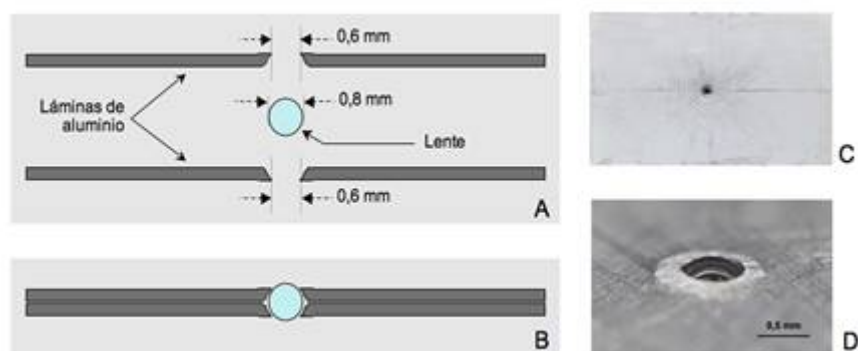 0,6 mm
Láminas de
aluminio
0,8 mm
Lente
0,6 mm
A
B
C
0,5 mm
D